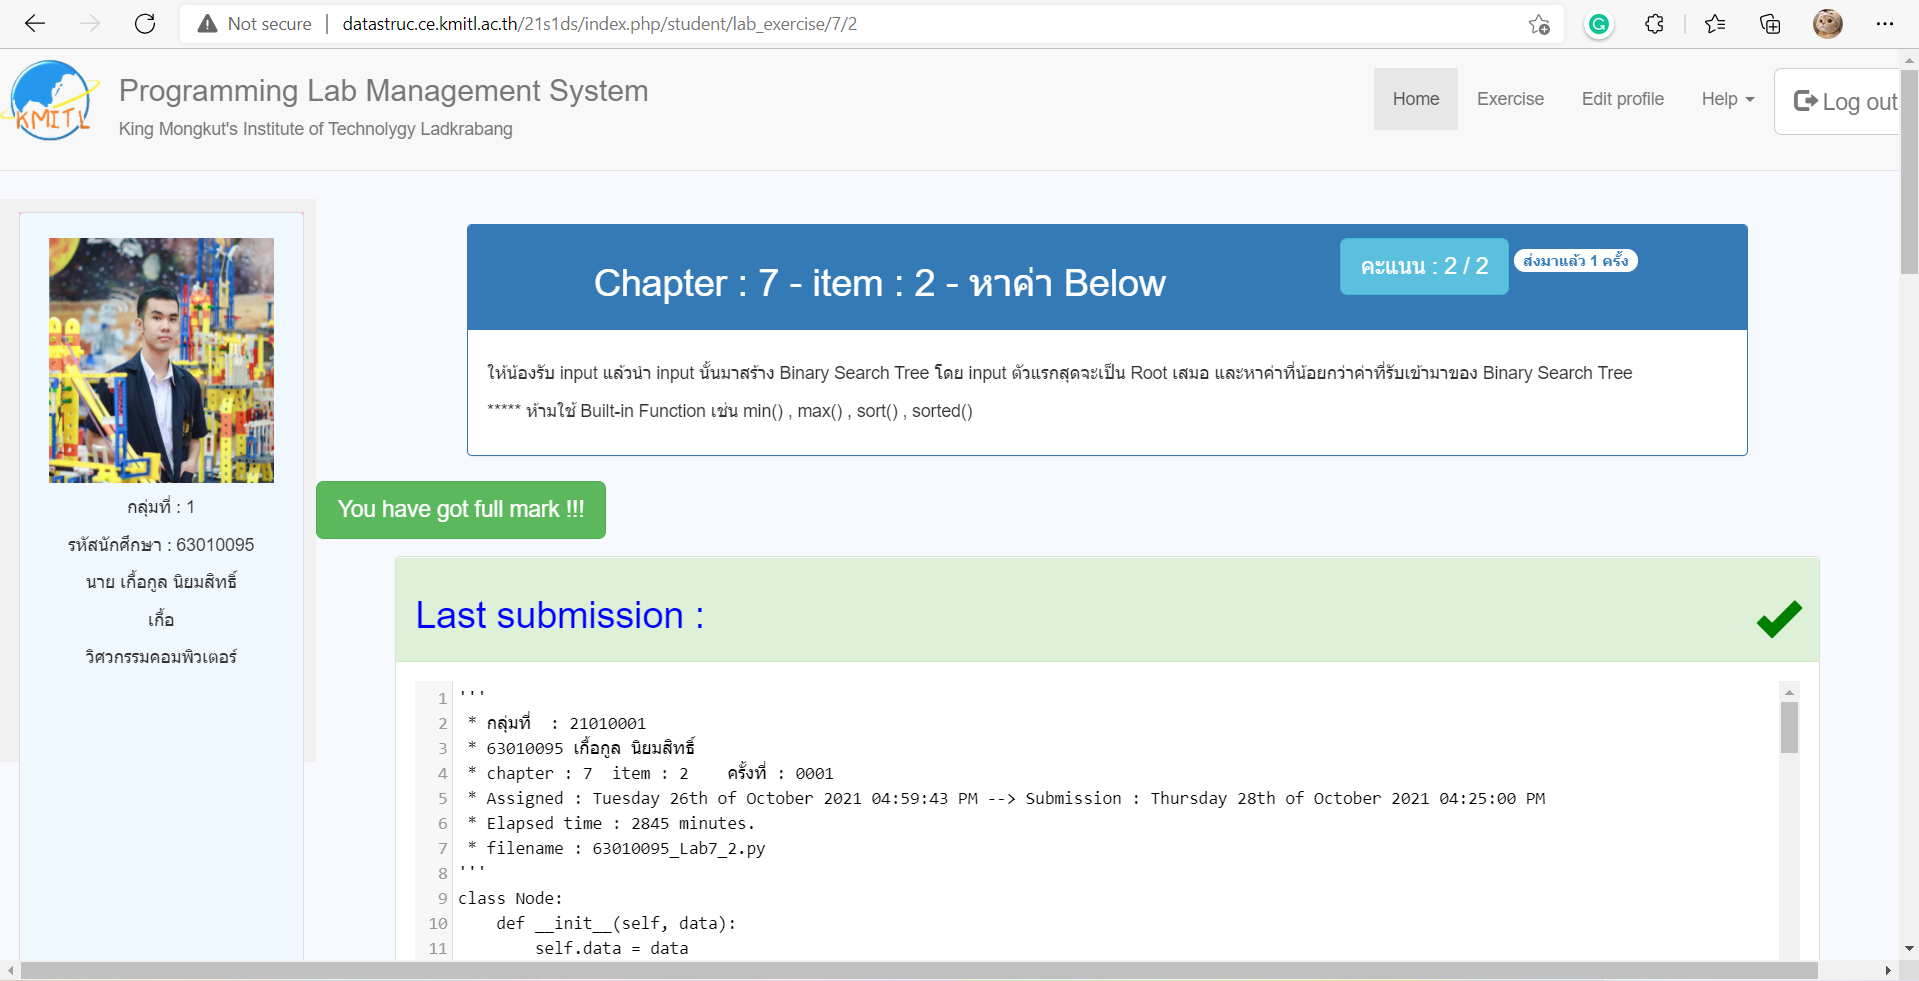 Not secure
datastruc.ce.kmitl.ac.th/21s1ds/index.php/student/lab_exercise/7/2
KMITL
Programming Lab Management System
King Mongkut's Institute of Technolygy Ladkrabang
Home
Exercise
Edit profile
Help
Log out
Chapter : 7 - item : 2 - หาค่า Below
คะแนน : 2 / 2
ส่งมาแล้ว 1 ครั้ง
ให้น้องรับ input แล้วนำ input นั้นมาสร้าง Binary Search Tree โดย input ตัวแรกสุดจะเป็น Root เสมอ และหาค่าที่น้อยกว่าค่าที่รับเข้ามาของ Binary Search Tree
***** ห้ามใช้ Built-in Function เช่น min() , max() , sort() , sorted()
กลุ่มที่ : 1
รหัสนักศึกษา : 63010095
นาย เกื้อกูล นิยมสิทธิ์
เกื้อ
วิศวกรรมคอมพิวเตอร์
You have got full mark !!!
Last submission :
1 '''
2 * กลุ่มที่ : 21010001
3 * 63010095 เกื้อกูล นิยมสิทธิ์
4 * chapter : 7 item : 2 ครั้งที่ : 0001
5 * Assigned : Tuesday 26th of October 2021 04:59:43 PM --> Submission : Thursday 28th of October 2021 04:25:00 PM
6 * Elapsed time : 2845 minutes.
7 * filename : 63010095_Lab7_2.py
8 '''
9 class Node:
10 def __init__(self, data):
11 self.data = data